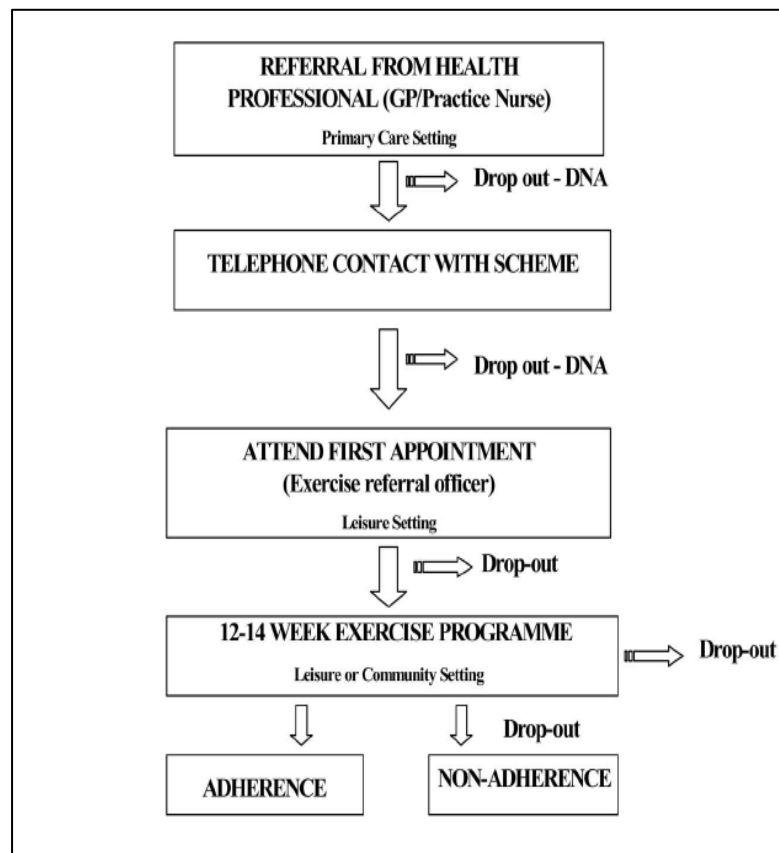 REFERRAL FROM HEALTH
PROFESSIONAL (GP/Practice Nurse)
Primary Care Setting
Drop out - DNA
TELEPHONE CONTACT WITH SCHEME
Drop out - DNA
ATTEND FIRST APPOINTMENT
(Exercise referral officer)
Leisure Setting
Drop-out
12-14 WEEK EXERCISE PROGRAMME
Leisure or Community Setting
Drop-out
Drop-out
ADHERENCE
NON-ADHERENCE